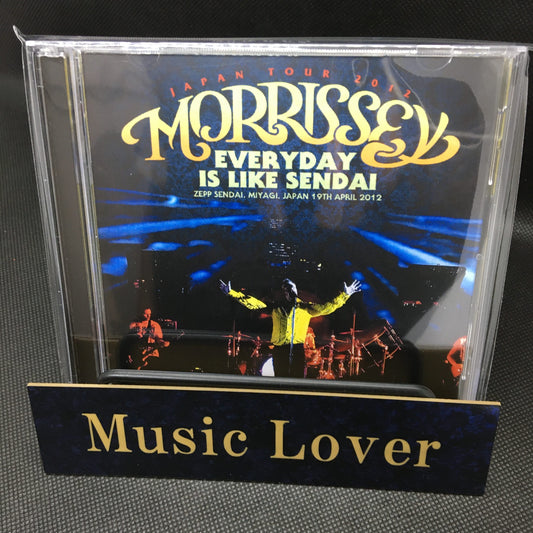 JAPAN TOUR 2012
MORRISSEY
EVERYDAY
IS LIKE SENDAI
ZEPP SENDAI, MIYAGI, JAPAN 19TH APRIL 2012
Music Lover